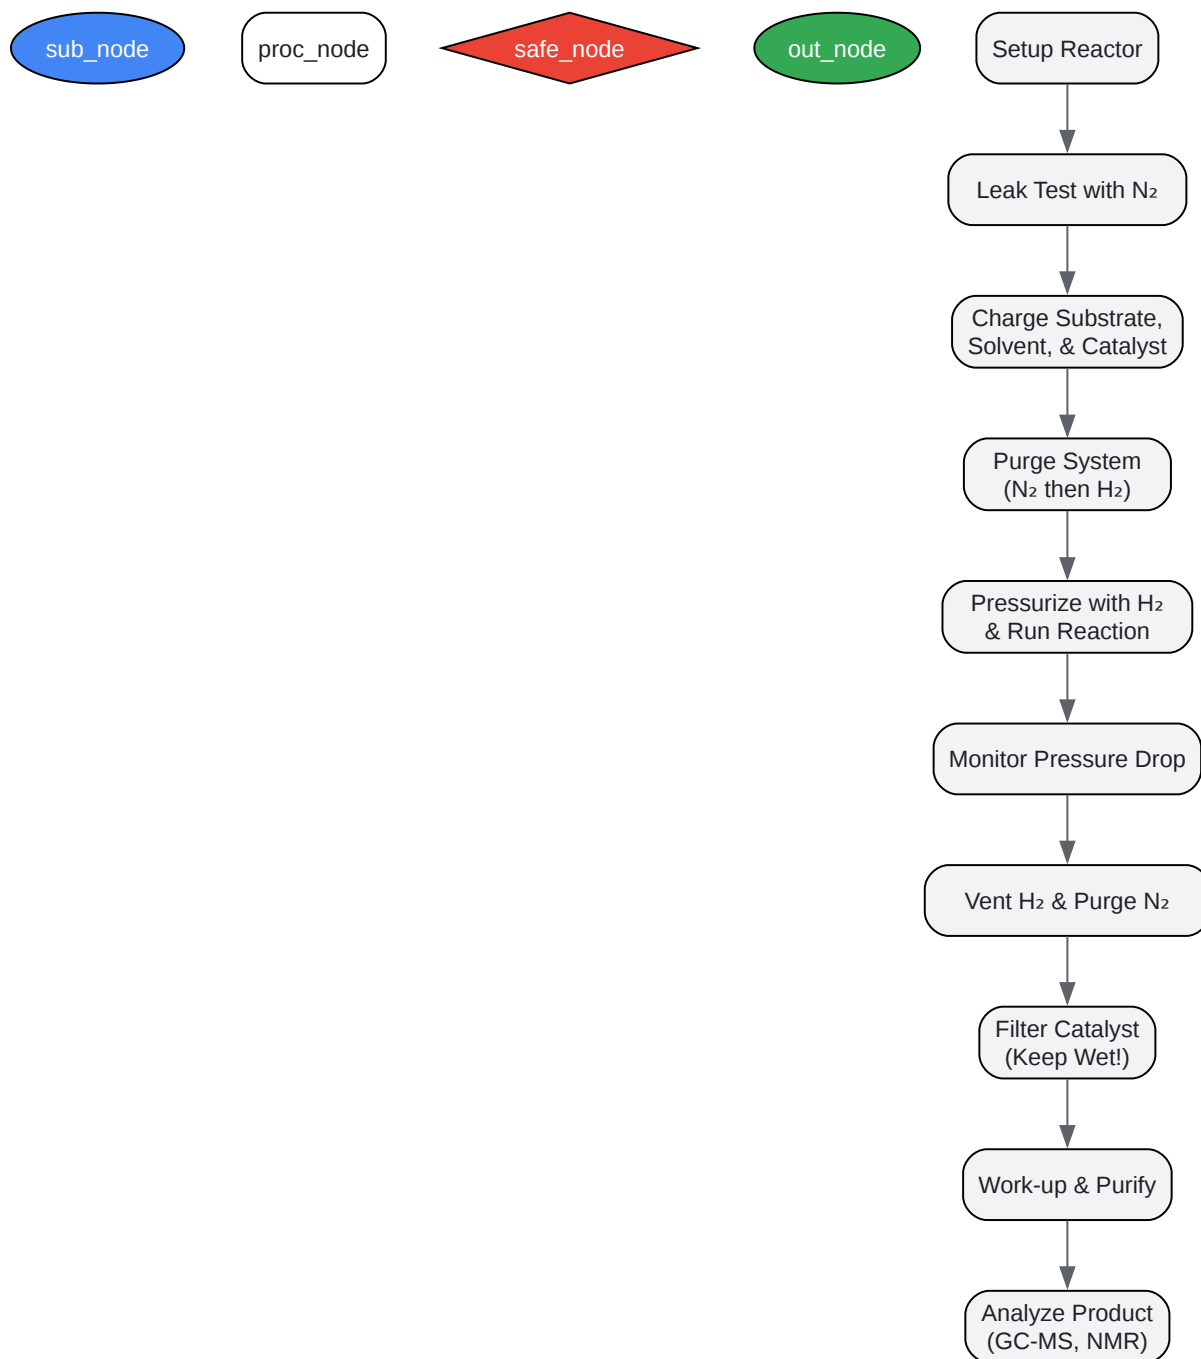 sub_node
proc_node
safe_node
out_node
Setup Reactor
Leak Test with N₂
Charge Substrate,
Solvent, & Catalyst
Purge System
(N₂ then H₂)
Pressurize with H₂
& Run Reaction
Monitor Pressure Drop
Vent H₂ & Purge N₂
Filter Catalyst
(Keep Wet!)
Work-up & Purify
Analyze Product
(GC-MS, NMR)